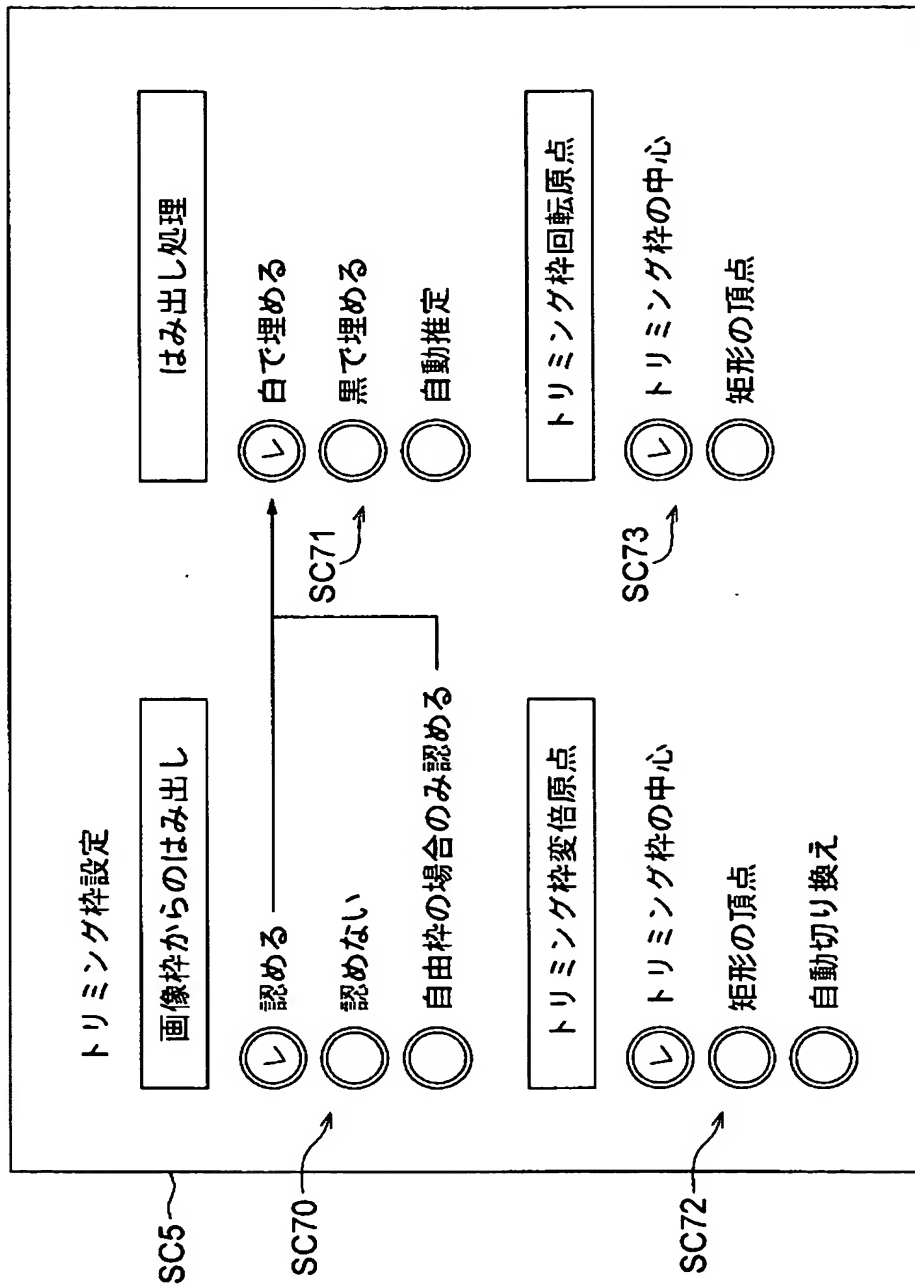 SC5
トリミング枠設定
画像枠からのはみ出し
認める
認めない
自由枠の場合のみ認める
SC70
はみ出し処理
白で埋める
黒で埋める
自動推定
SC71
トリミング枠変倍原点
トリミング枠の中心
矩形の頂点
自動切り換え
SC72
トリミング枠回転原点
トリミング枠の中心
矩形の頂点
SC73